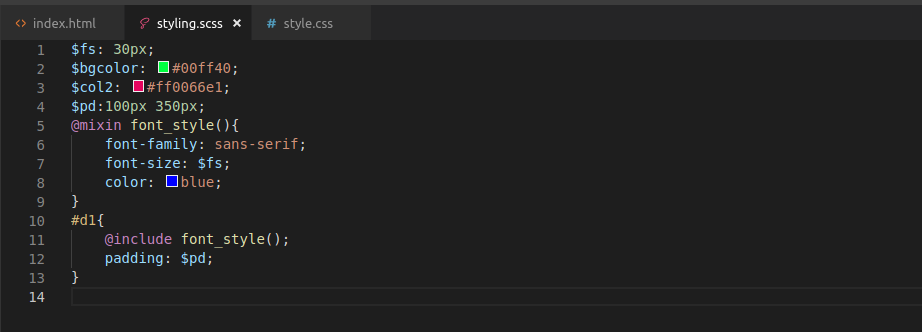 <> index.html styling.scss × # style.css
1 $fs: 30px;
2 $bgcolor: #00ff40;
3 $col2: #ff0066e1;
4 $pd:100px 350px;
5 @mixin font_style(){
6 font-family: sans-serif;
7 font-size: $fs;
8 color: blue;
9 }
10 #d1{
11 @include font_style();
12 padding: $pd;
13 }
14